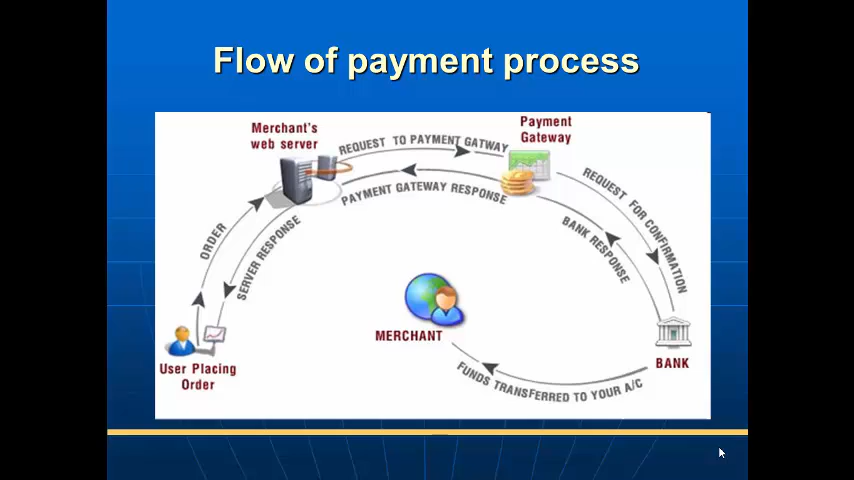 Flow of payment process
Merchant's
web server
REQUEST TO PAYMENT GATWAY
Payment
Gateway
PAYMENT GATEWAY RESPONSE
REQUEST FOR CONFIRMATION
BANK RESPONSE
ORDER
SERVER RESPONSE
MERCHANT
User Placing
Order
BANK
FUNDS TRANSFERRED TO YOUR A/C